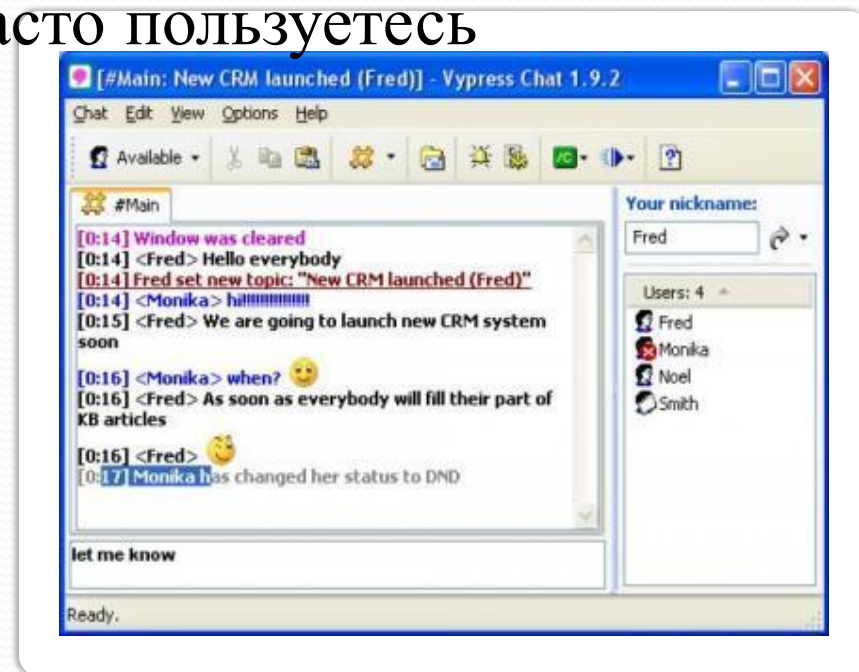 асто пользуетесь
[#Main: New CRM launched (Fred)] - Vypress Chat 1.9.2
Chat Edit View Options Help
Available
#Main
[0:14] Window was cleared
[0:14] <Fred> Hello everybody
[0:14] Fred set new topic: "New CRM launched (Fred)"
[0:14] <Monika> hi!!!!!!!!!!!!!!
[0:15] <Fred> We are going to launch new CRM system
soon
[0:16] <Monika> when?
[0:16] <Fred> As soon as everybody will fill their part of
KB articles
[0:16] <Fred>
[0:17] Monika has changed her status to DND
let me know
Ready.
Your nickname:
Fred
Users: 4
Fred
Monika
Noel
Smith